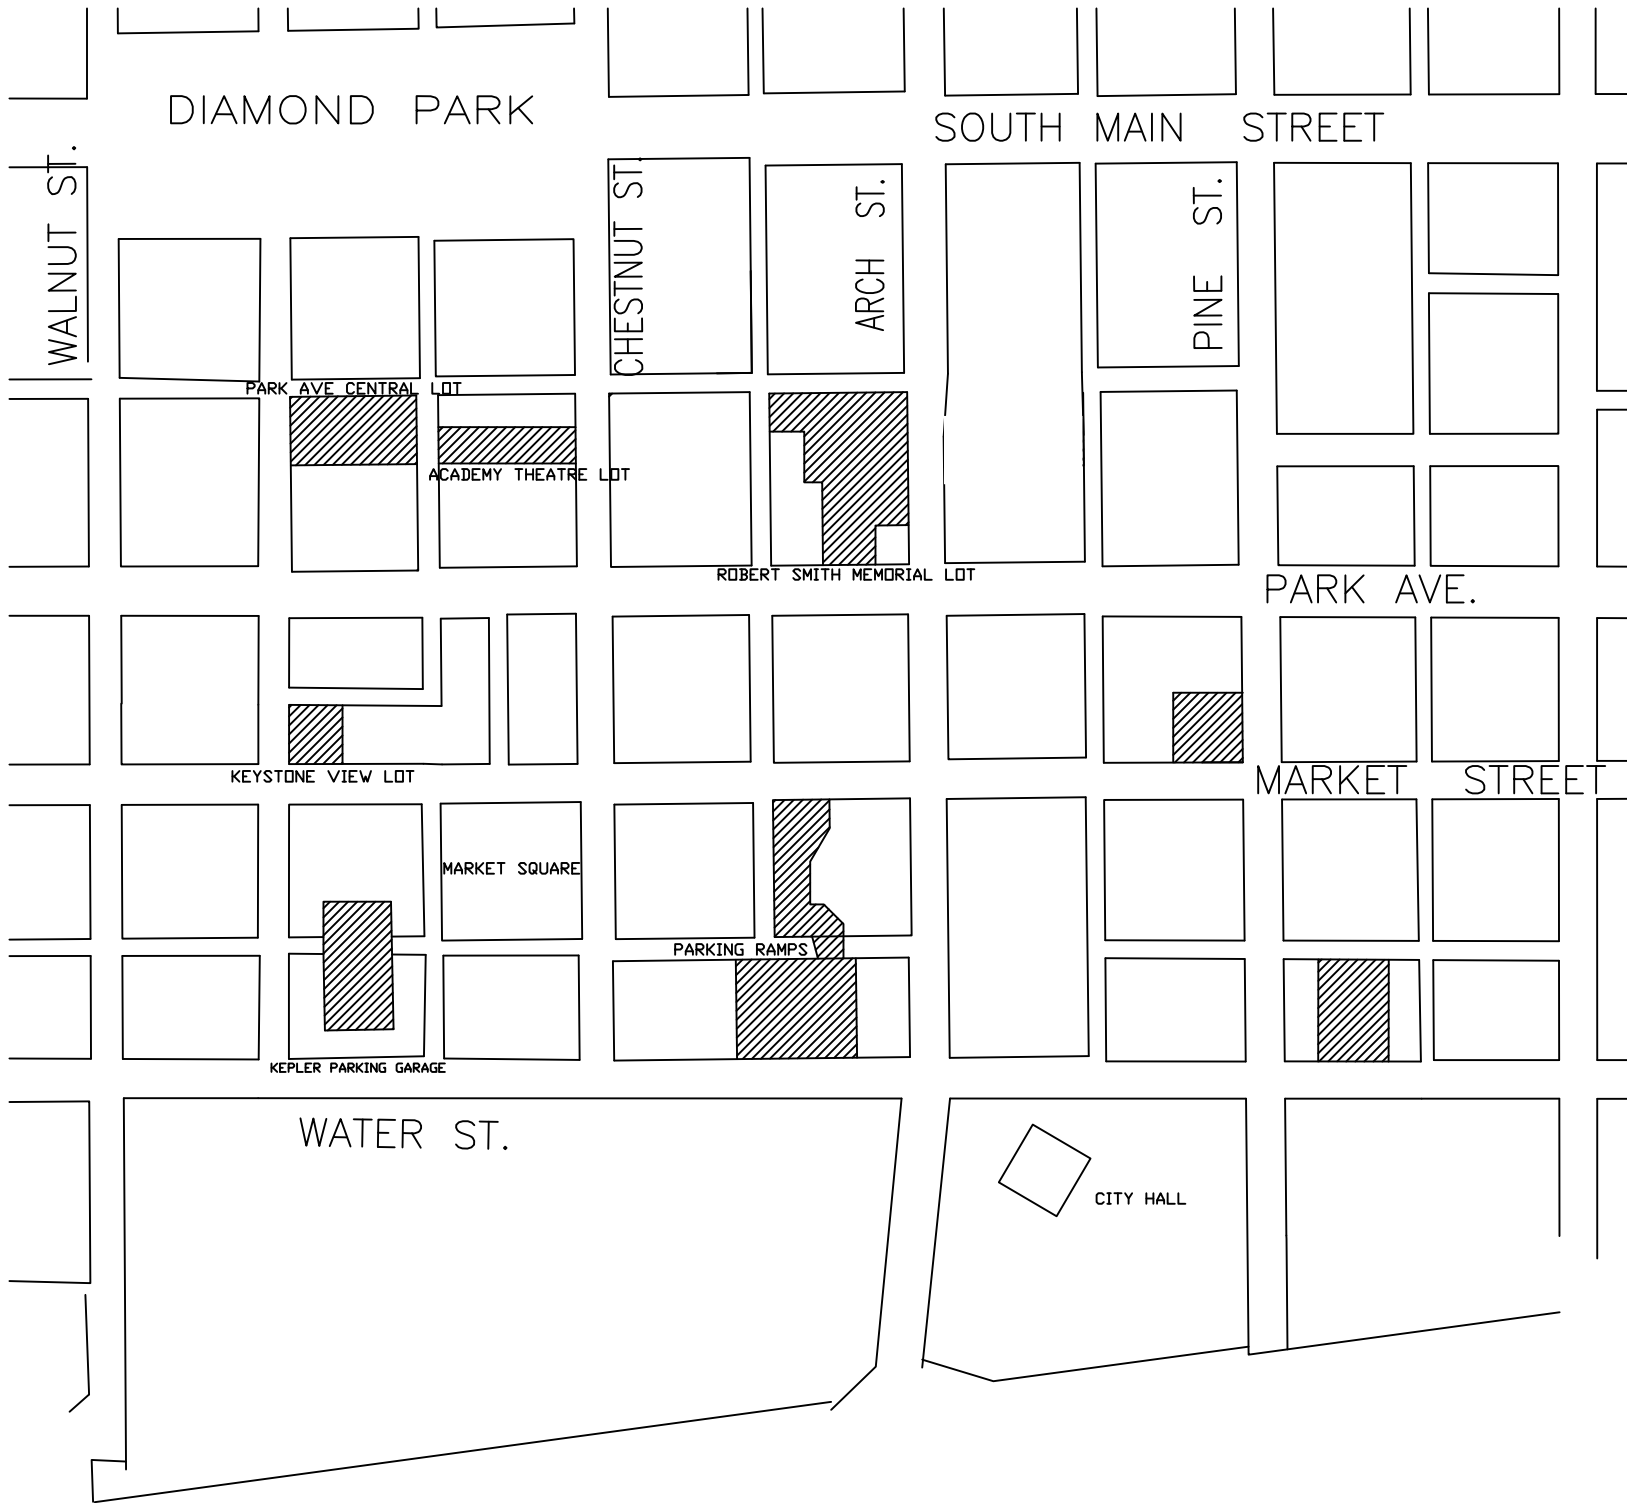 DIAMOND PARK
SOUTH MAIN STREET
WALNUT ST.
CHESTNUT ST.
ARCH ST.
PINE ST.
PARK AVE CENTRAL LOT
ACADEMY THEATRE LOT
ROBERT SMITH MEMORIAL LOT
PARK AVE.
KEYSTONE VIEW LOT
MARKET STREET
MARKET SQUARE
PARKING RAMPS
KEPLER PARKING GARAGE
WATER ST.
CITY HALL